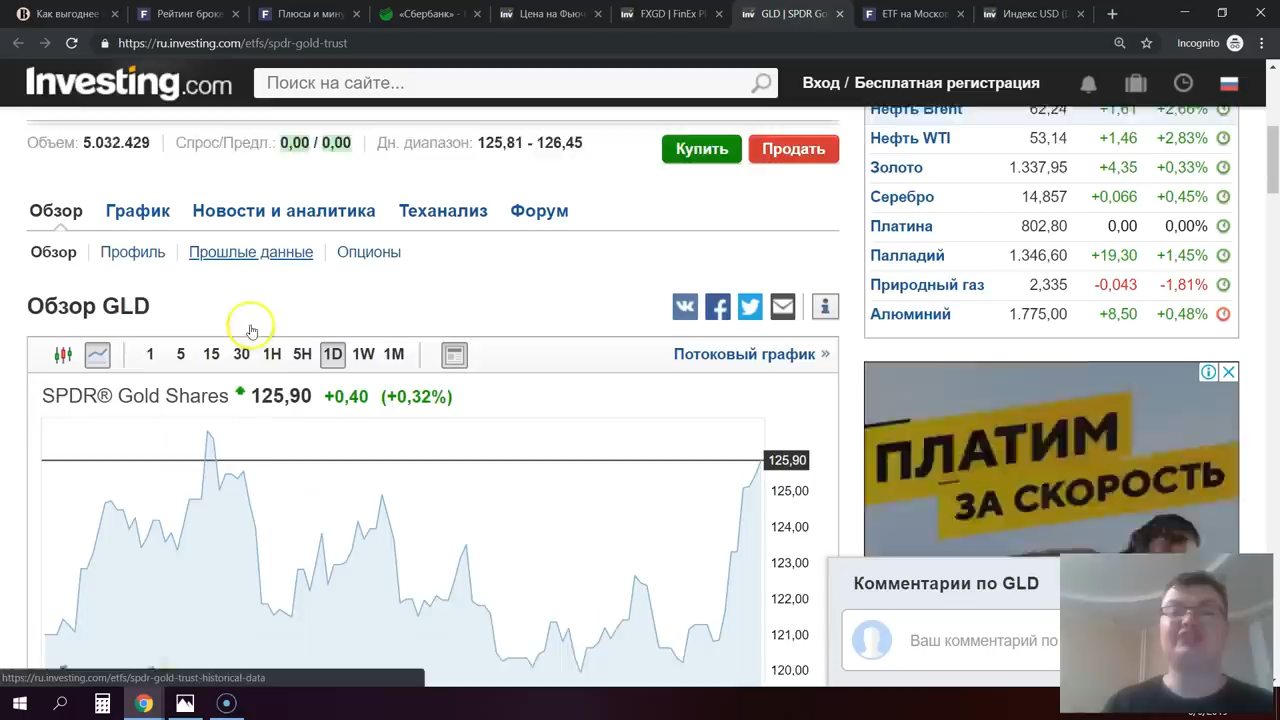 Как выгоднее
Рейтинг броке
Плюсы и мину
«Сбербанк» -
Цена на Фьюч
FXGD | FinEx P
GLD | SPDR Go
ETF на Москов
Индекс USD (D
https://ru.investing.com/etfs/spdr-gold-trust
Incognito
Investing.com
Поиск на сайте...
Вход / Бесплатная регистрация
Объем: 5.032.429
Спрос/Предл.: 0,00 / 0,00
Дн. диапазон: 125,81 - 126,45
Купить
Продать
Обзор
График
Новости и аналитика
Теханализ
Форум
Обзор
Профиль
Прошлые данные
Опционы
Обзор GLD
1 5 15 30 1H 5H 1D 1W 1M
Потоковый график »
SPDR® Gold Shares 125,90 +0,40 (+0,32%)
125,90
125,00
124,00
123,00
122,00
121,00
120,00
Нефть Brent 62,24 +1,61 +2,66%
Нефть WTI 53,14 +1,46 +2,83%
Золото 1.337,95 +4,35 +0,33%
Серебро 14,857 +0,066 +0,45%
Платина 802,80 0,00 0,00%
Палладий 1.346,60 +19,30 +1,45%
Природный газ 2,335 -0,043 -1,81%
Алюминий 1.775,00 +8,50 +0,48%
ПЛАТИМ
ЗА СКОРОСТЬ
Комментарии по GLD
Ваш комментарий по
https://ru.investing.com/etfs/spdr-gold-trust-historical-data